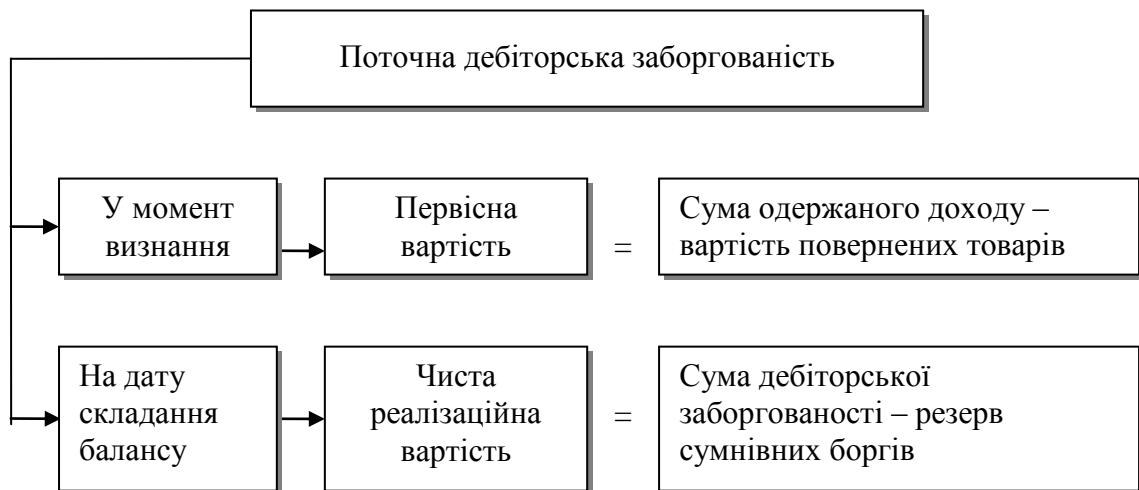 Поточна дебіторська заборгованість
У момент
визнання
Первісна
вартість
=
Сума одержаного доходу –
вартість повернених товарів
На дату
складання
балансу
Чиста
реалізаційна
вартість
=
Сума дебіторської
заборгованості – резерв
сумнівних боргів